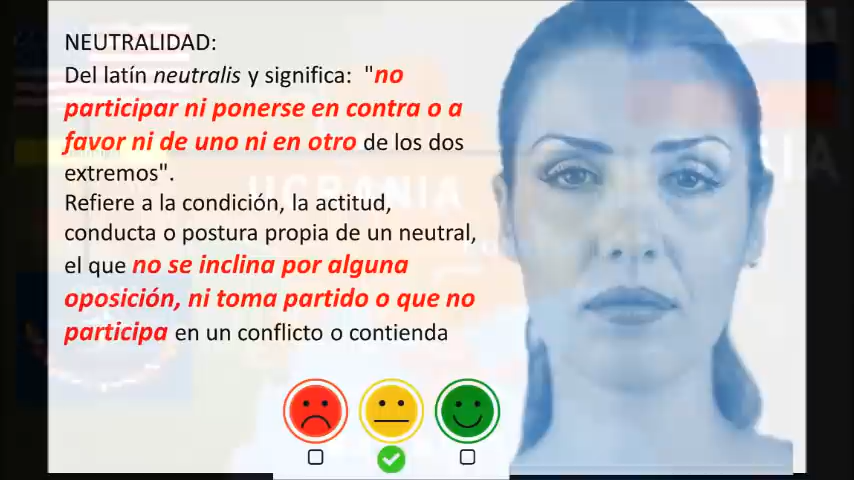 NEUTRALIDAD:
Del latín neutralis y significa: "no
participar ni ponerse en contra o a
favor ni de uno ni en otro de los dos
extremos".
Refiere a la condición, la actitud,
conducta o postura propia de un neutral,
el que no se inclina por alguna
oposición, ni toma partido o que no
participa en un conflicto o contienda
UCRANIA